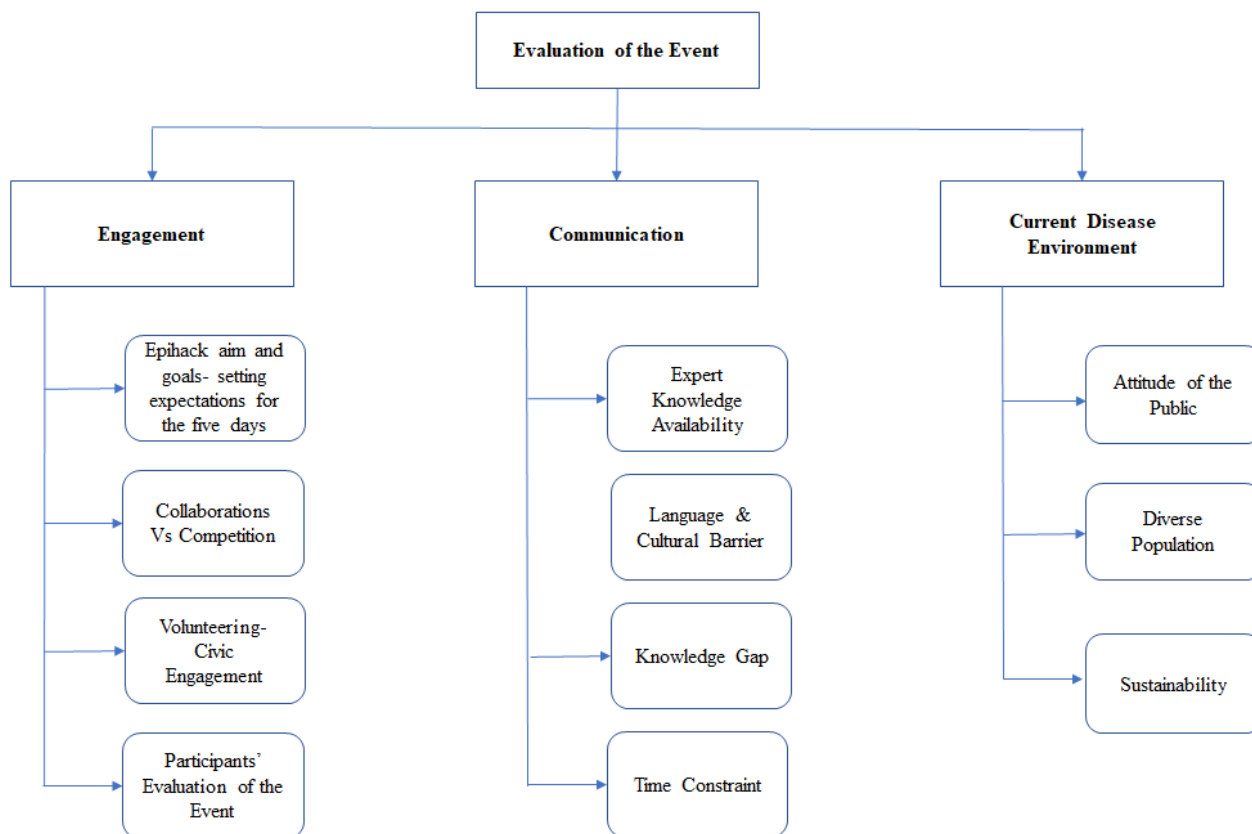 Evaluation of the Event
Engagement
Communication
Current Disease
Environment
Epihack aim and
goals- setting
expectations for
the five days
Collaborations
Vs Competition
Volunteering-
Civic
Engagement
Participants’
Evaluation of the
Event
Expert
Knowledge
Availability
Language &
Cultural Barrier
Knowledge Gap
Time Constraint
Attitude of the
Public
Diverse
Population
Sustainability